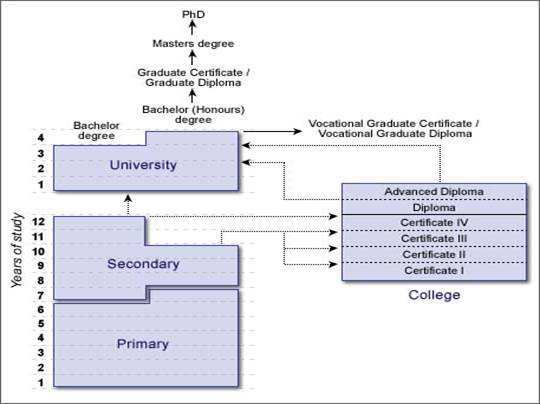 PhD
Masters degree
Graduate Certificate /
Graduate Diploma
Bachelor (Honours)
degree
Bachelor
degree
Vocational Graduate Certificate /
Vocational Graduate Diploma
4
3
2
1
University
Advanced Diploma
Diploma
Certificate IV
Certificate III
Certificate II
Certificate I
College
Years of study
12
11
10
9
8
7
6
5
4
3
2
1
Secondary
Primary